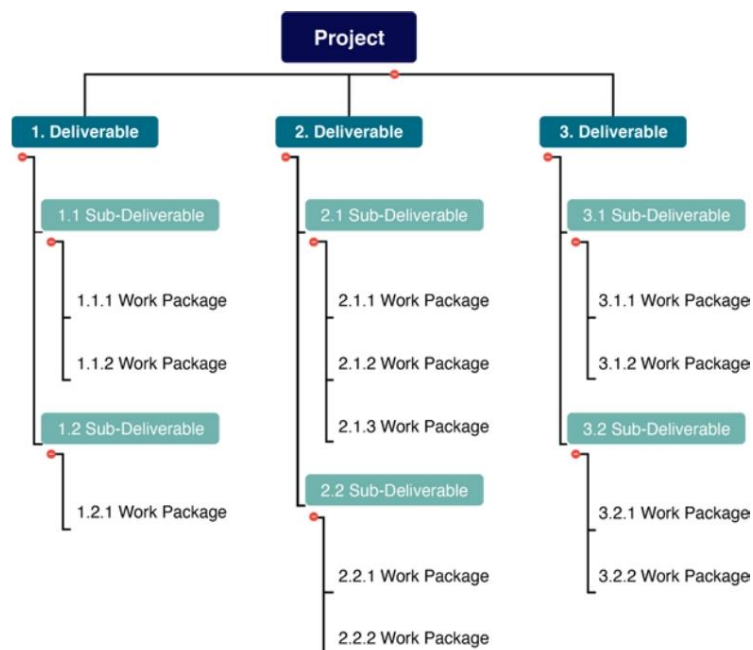 Project
1. Deliverable
1.1 Sub-Deliverable
1.1.1 Work Package
1.1.2 Work Package
1.2 Sub-Deliverable
1.2.1 Work Package
2. Deliverable
2.1 Sub-Deliverable
2.1.1 Work Package
2.1.2 Work Package
2.1.3 Work Package
2.2 Sub-Deliverable
2.2.1 Work Package
2.2.2 Work Package
3. Deliverable
3.1 Sub-Deliverable
3.1.1 Work Package
3.1.2 Work Package
3.2 Sub-Deliverable
3.2.1 Work Package
3.2.2 Work Package